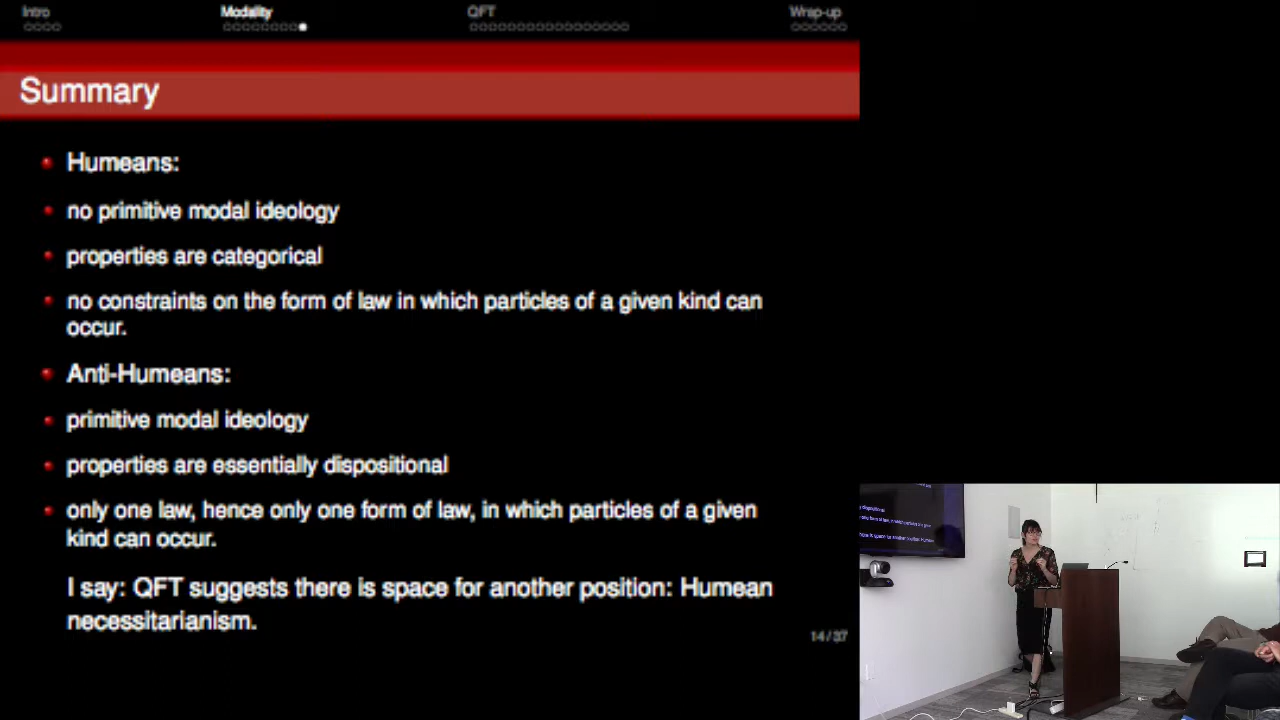 Intro
Modality
QFT
Wrap-up
Summary
Humeans:
no primitive modal ideology
properties are categorical
no constraints on the form of law in which particles of a given kind can
occur.
Anti-Humeans:
primitive modal ideology
properties are essentially dispositional
only one law, hence only one form of law, in which particles of a given
kind can occur.
I say: QFT suggests there is space for another position: Humean
necessitarianism.
14 / 37